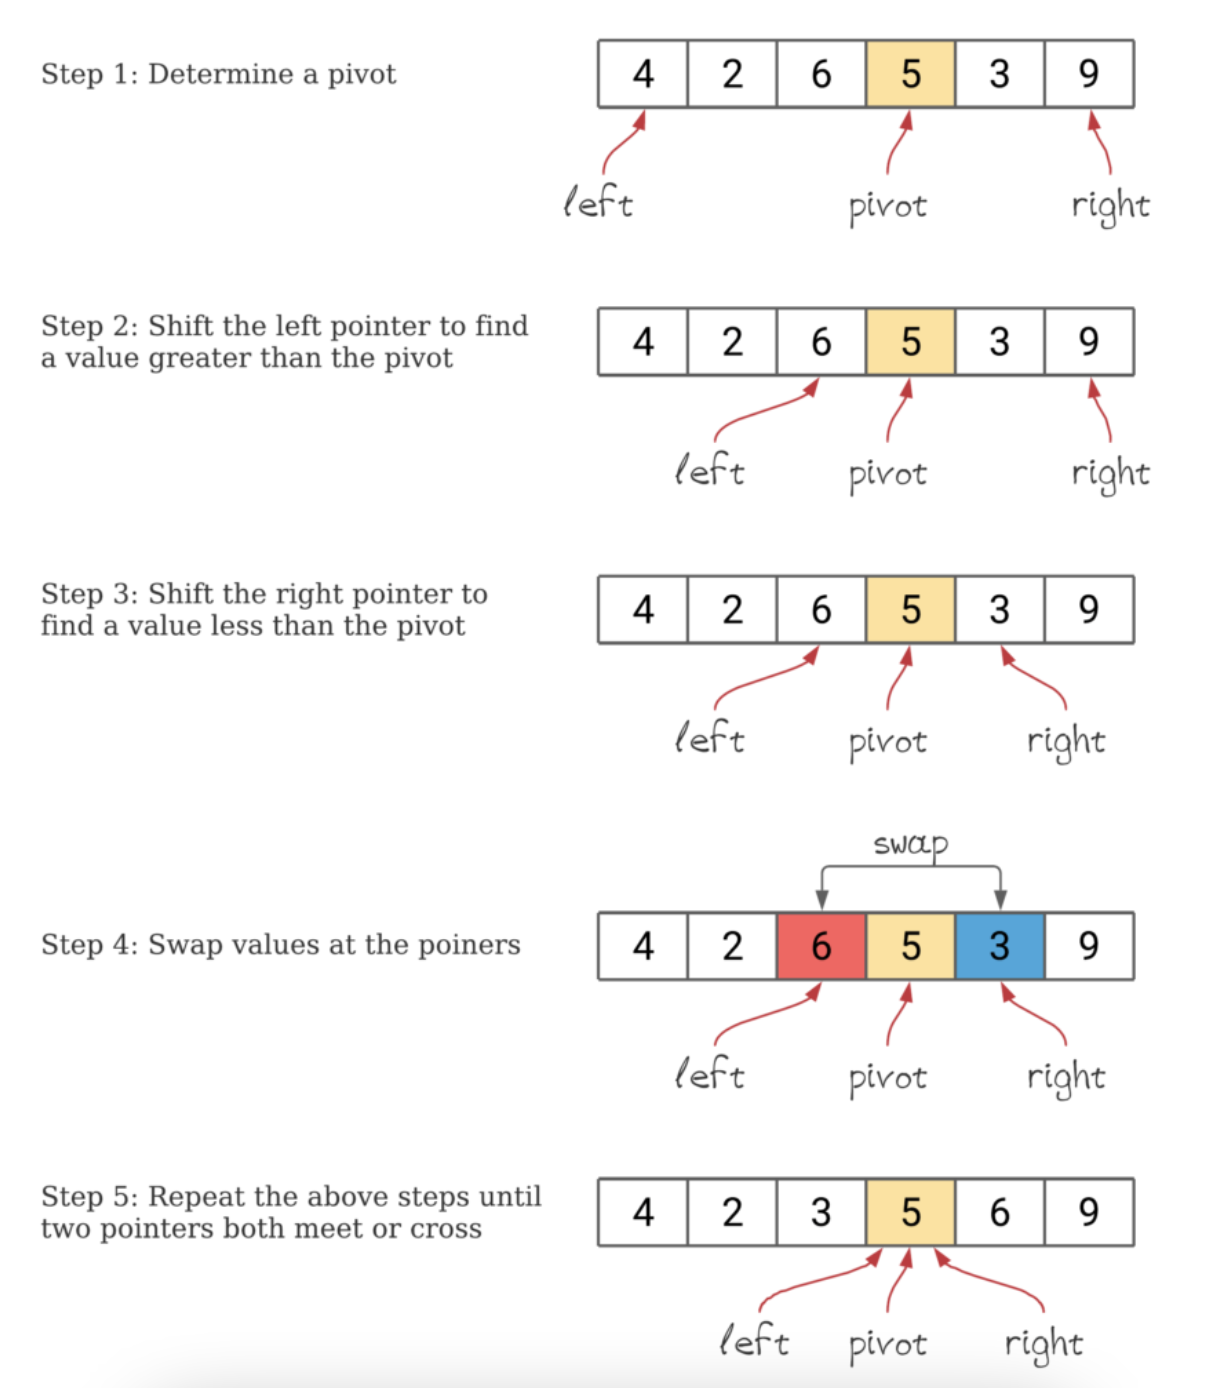 Step 1: Determine a pivot
4 2 6 5 3 9
left pivot right
Step 2: Shift the left pointer to find
a value greater than the pivot
4 2 6 5 3 9
left pivot right
Step 3: Shift the right pointer to
find a value less than the pivot
4 2 6 5 3 9
left pivot right
swap
Step 4: Swap values at the poiners
4 2 6 5 3 9
left pivot right
Step 5: Repeat the above steps until
two pointers both meet or cross
4 2 3 5 6 9
left pivot right